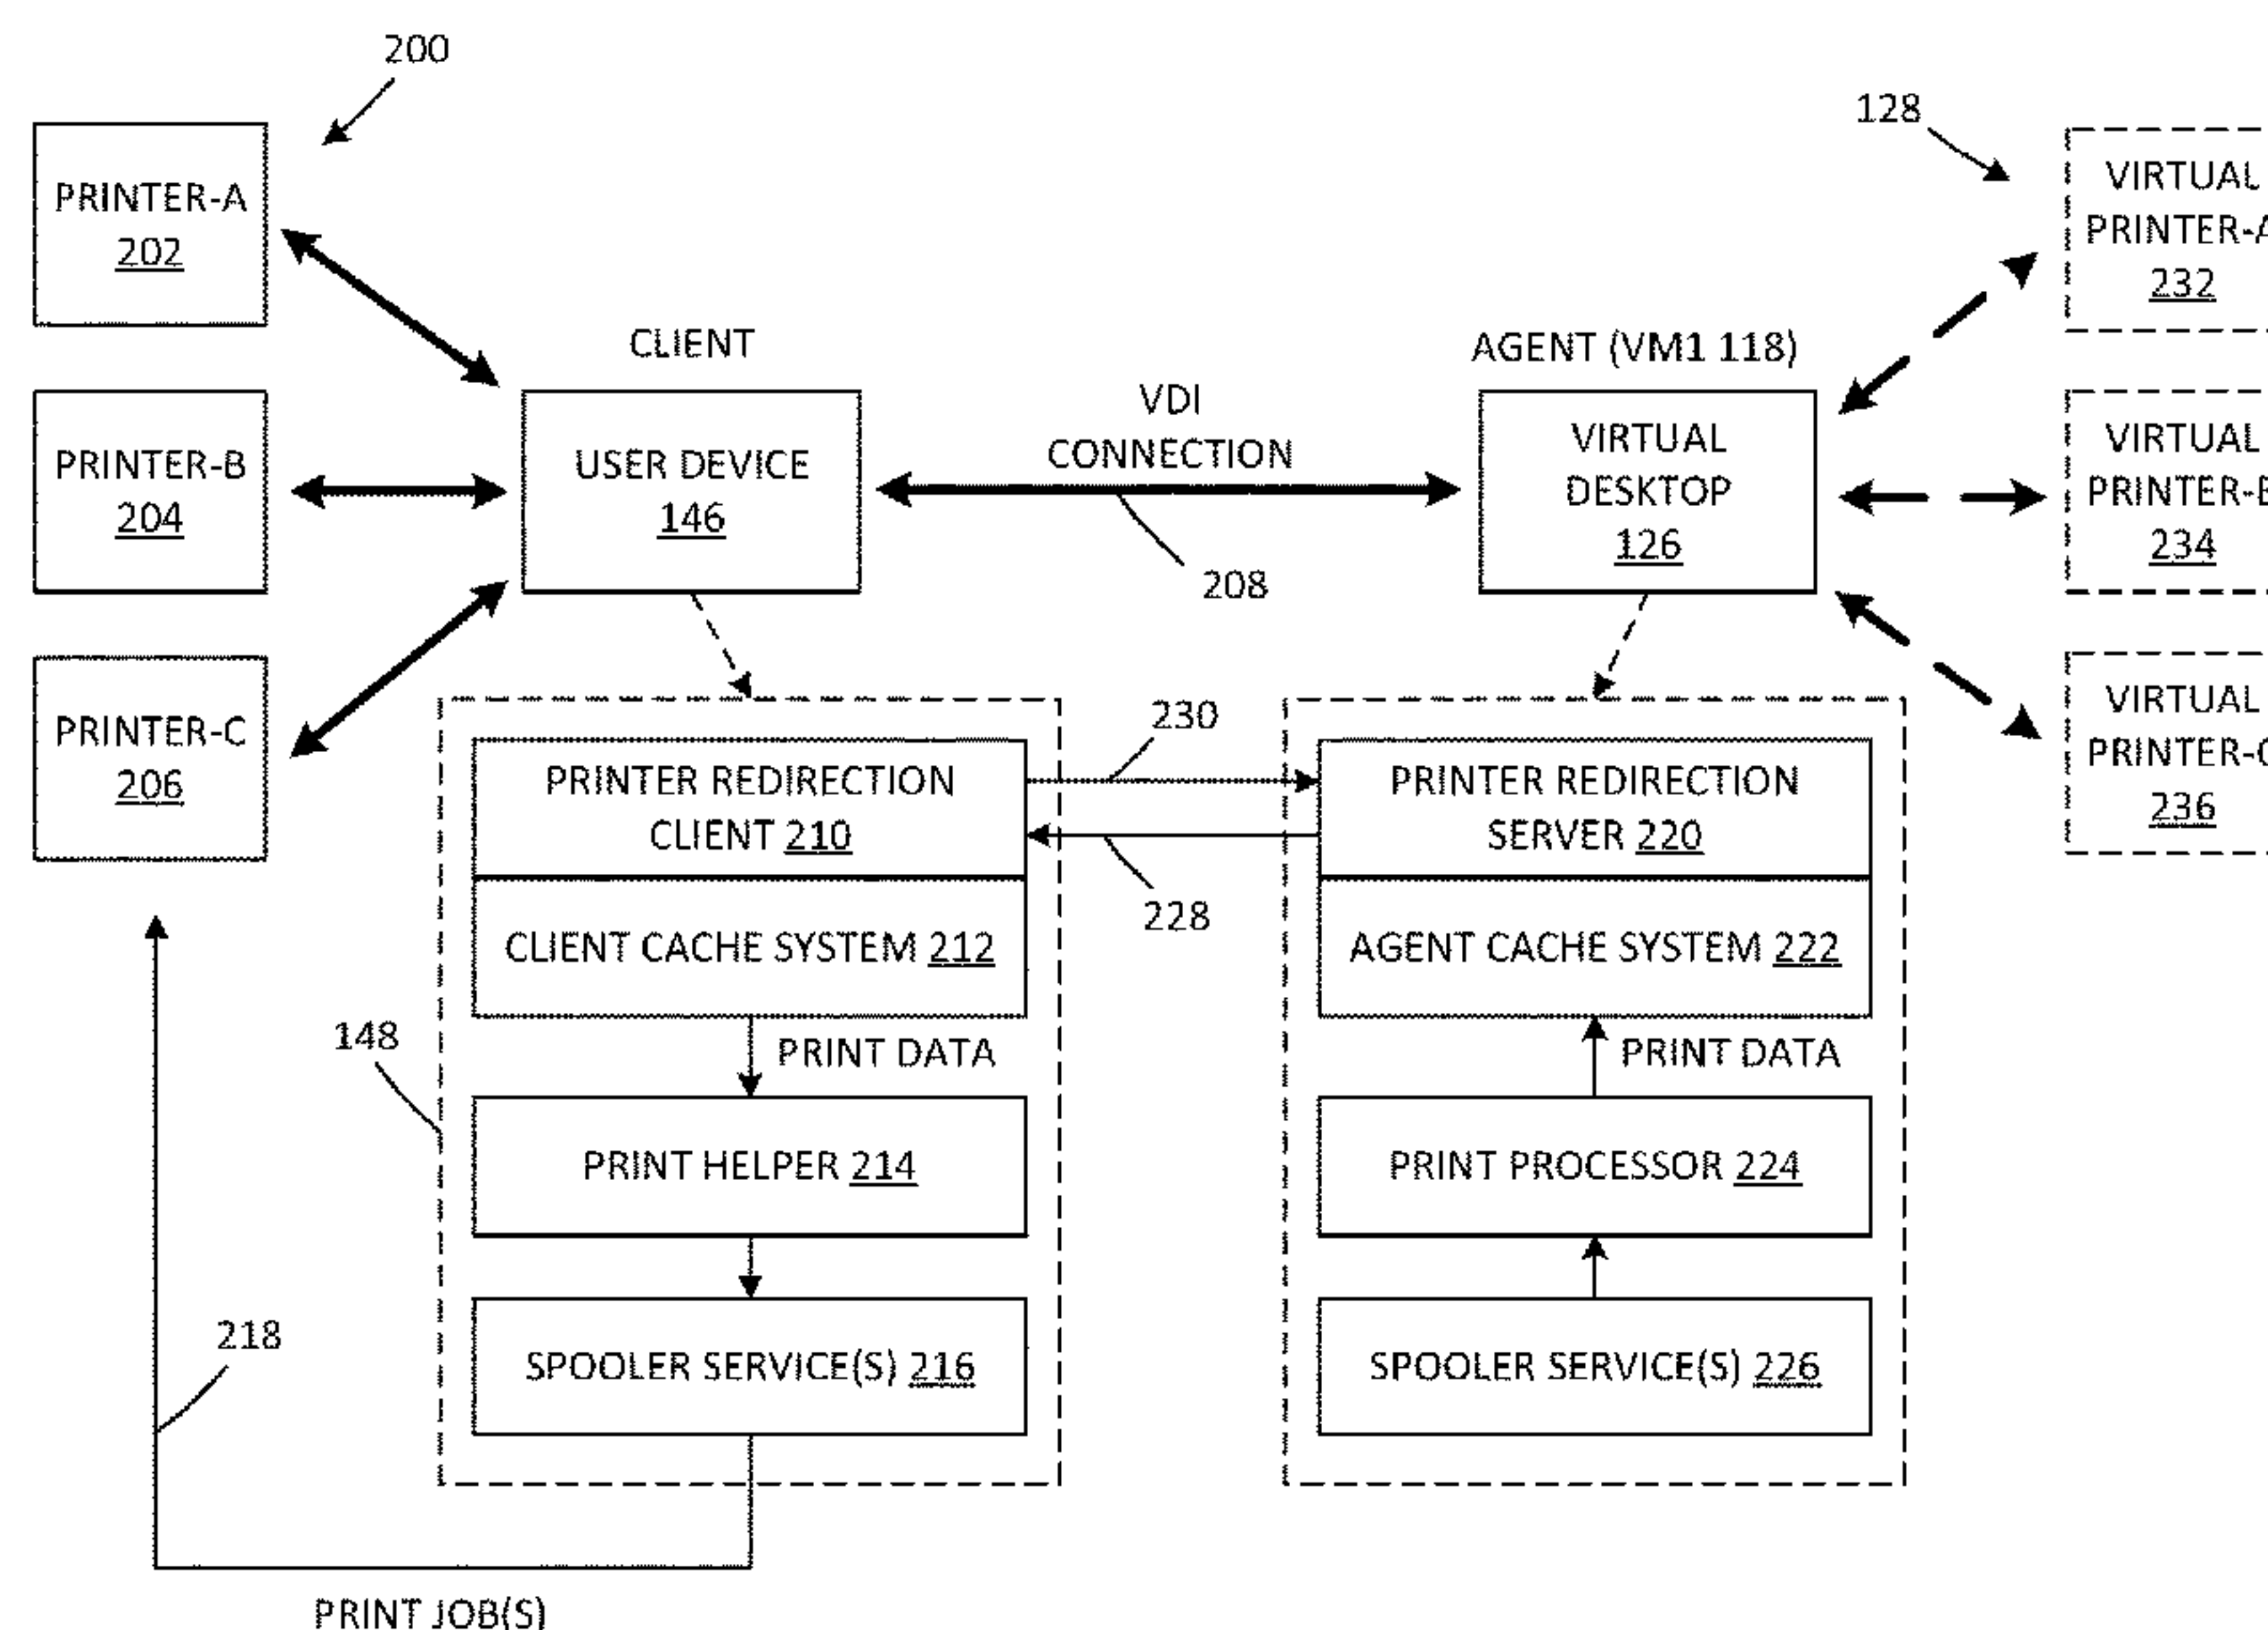 200
128
PRINTER-A
202
VIRTUAL
PRINTER-A
232
CLIENT
AGENT (VM1 118)
VDI
CONNECTION
208
PRINTER-B
204
USER DEVICE
146
VIRTUAL
DESKTOP
126
VIRTUAL
PRINTER-B
234
PRINTER-C
206
VIRTUAL
PRINTER-C
236
230
228
PRINTER REDIRECTION
CLIENT 210
CLIENT CACHE SYSTEM 212
PRINT DATA
148
PRINT HELPER 214
SPOOLER SERVICE(S) 216
PRINTER REDIRECTION
SERVER 220
AGENT CACHE SYSTEM 222
PRINT DATA
PRINT PROCESSOR 224
SPOOLER SERVICE(S) 226
218
PRINT JOB(S)